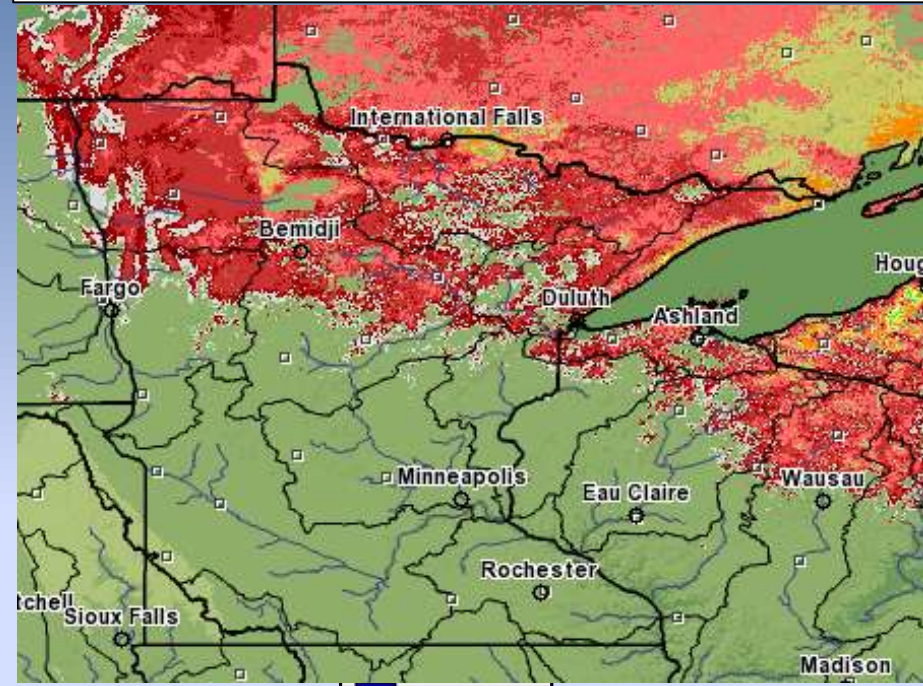 International Falls
Bemidji
Houg
Fargo
Duluth
Ashland
Minneapolis
Wausau
Eau Claire
Rochester
tchell
Sioux Falls
Madison